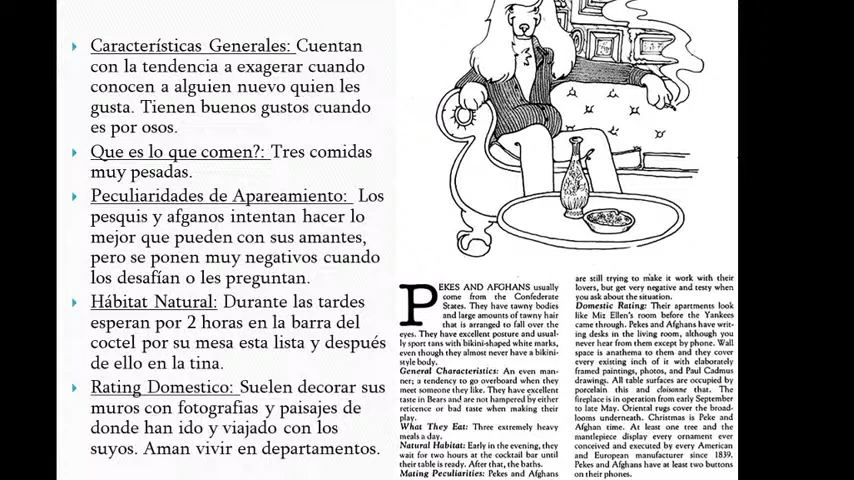 Características Generales: Cuentan
con la tendencia a exagerar cuando
conocen a alguien nuevo quien les
gusta. Tienen buenos gustos cuando
es por osos.
Que es lo que comen?: Tres comidas
muy pesadas.
Peculiaridades de Apareamiento: Los
pesquis y afganos intentan hacer lo
mejor que pueden con sus amantes,
pero se ponen muy negativos cuando
los desafían o les preguntan.
Hábitat Natural: Durante las tardes
esperan por 2 horas en la barra del
coctel por su mesa esta lista y después
de ello en la tina.
Rating Domestico: Suelen decorar sus
muros con fotografías y paisajes de
donde han ido y viajado con los
suyos. Aman vivir en departamentos.
PEKES AND AFGHANS usually
come from the Confederate
States. They have tawny bodies
and large amounts of tawny hair
that is arranged to fall over the
eyes. They have excellent posture and usual-
ly sport tans with bikini-shaped white marks,
even though they almost never have a bikini-
style body.
General Characteristics: An even man-
ner; a tendency to go overboard when they
meet someone they like. They have excellent
taste in Bears and are not hampered by either
reticence or bad taste when making their
play.
What They Eat: Three extremely heavy
meals a day.
Natural Habitat: Early in the evening, they
wait for two hours at the cocktail bar until
their table is ready. After that, the baths.
Mating Peculiarities: Pekes and Afghans
are still trying to make it work with their
lovers, but get very negative and testy when
you ask about the situation.
Domestic Rating: Their apartments look
like Miz Ellen's room before the Yankees
came through. Pekes and Afghans have writ-
ing desks in the living room, although you
never hear from them except by phone. Wall
space is anathema to them and they cover
every existing inch of it with elaborately
framed paintings, photos, and Paul Cadmus
drawings. All table surfaces are occupied by
porcelain this and cloisonne that. The
fireplace is in operation from early September
to late May. Oriental rugs cover the broad-
looms underneath. Christmas is Peke and
Afghan time. At least one tree and the
mantlepiece display every ornament ever
conceived and executed by every American
and European manufacturer since 1839.
Pekes and Afghans have at least two buttons
on their phones.